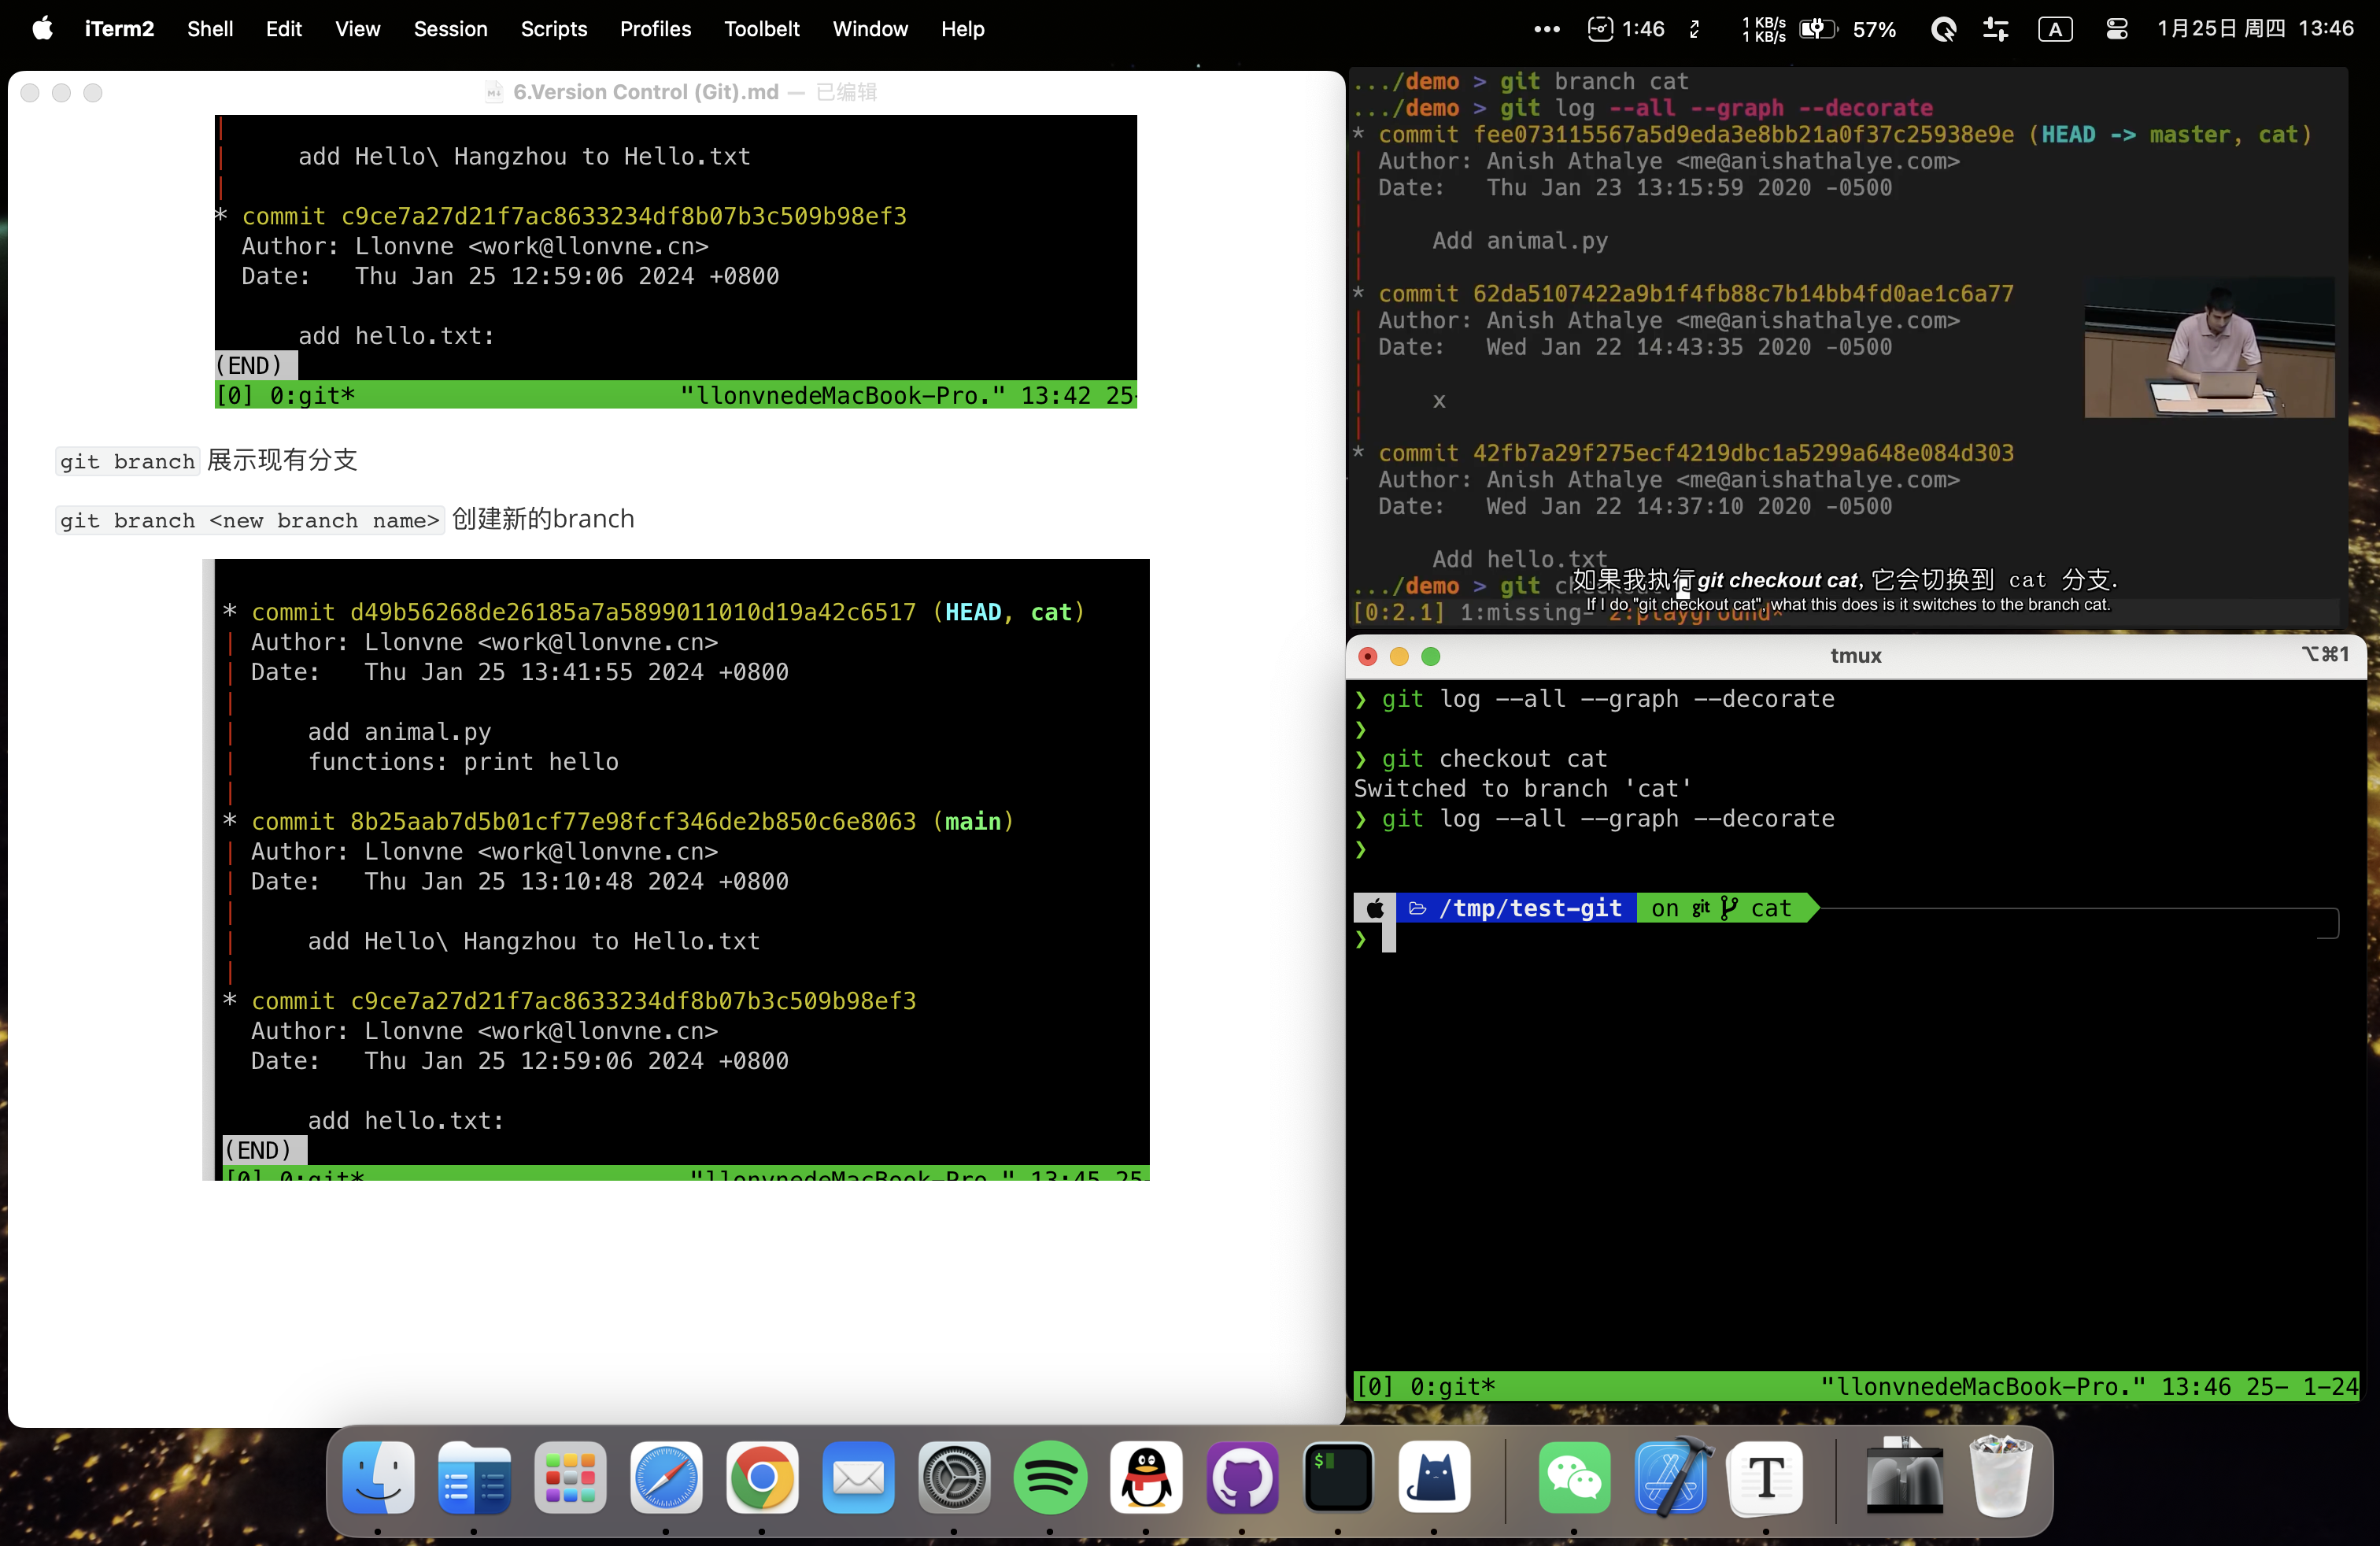 iTerm2 Shell Edit View Session Scripts Profiles Toolbelt Window Help ••• 1:46 1 KB/s 1 KB/s 57% A 1月25日 周四 13:46
6.Version Control (Git).md — 已编辑
add Hello\ Hangzhou to Hello.txt
* commit c9ce7a27d21f7ac8633234df8b07b3c509b98ef3
Author: Llonvne <work@llonvne.cn>
Date:   Thu Jan 25 12:59:06 2024 +0800
add hello.txt:
(END)
[0] 0:git* "llonvnedeMacBook-Pro." 13:42 25-
git branch 展示现有分支
git branch <new branch name> 创建新的branch
* commit d49b56268de26185a7a5899011010d19a42c6517 (HEAD, cat)
| Author: Llonvne <work@llonvne.cn>
| Date:   Thu Jan 25 13:41:55 2024 +0800
|
|     add animal.py
|     functions: print hello
|
* commit 8b25aab7d5b01cf77e98fcf346de2b850c6e8063 (main)
| Author: Llonvne <work@llonvne.cn>
| Date:   Thu Jan 25 13:10:48 2024 +0800
|
|     add Hello\ Hangzhou to Hello.txt
|
* commit c9ce7a27d21f7ac8633234df8b07b3c509b98ef3
Author: Llonvne <work@llonvne.cn>
Date:   Thu Jan 25 12:59:06 2024 +0800
add hello.txt:
(END)
[0] 0:git* "llonvnedeMacBook-Pro." 13:45 25-
.../demo > git branch cat
.../demo > git log --all --graph --decorate
* commit fee073115567a5d9eda3e8bb21a0f37c25938e9e (HEAD -> master, cat)
| Author: Anish Athalye <me@anishathalye.com>
| Date:   Thu Jan 23 13:15:59 2020 -0500
|
|     Add animal.py
|
* commit 62da5107422a9b1f4fb88c7b14bb4fd0ae1c6a77
| Author: Anish Athalye <me@anishathalye.com>
| Date:   Wed Jan 22 14:43:35 2020 -0500
|
|     x
|
* commit 42fb7a29f275ecf4219dbc1a5299a648e084d303
Author: Anish Athalye <me@anishathalye.com>
Date:   Wed Jan 22 14:37:10 2020 -0500
Add hello.txt
.../demo > git
如果我执行git checkout cat, 它会切换到 cat 分支.
If I do "git checkout cat", what this does is it switches to the branch cat.
[0:2.1] 1:missing- 2:playground*
tmux ⌥⌘1
❯ git log --all --graph --decorate
❯
❯ git checkout cat
Switched to branch 'cat'
❯ git log --all --graph --decorate
❯
/tmp/test-git on git cat
❯
[0] 0:git* "llonvnedeMacBook-Pro." 13:46 25- 1-24
$
T